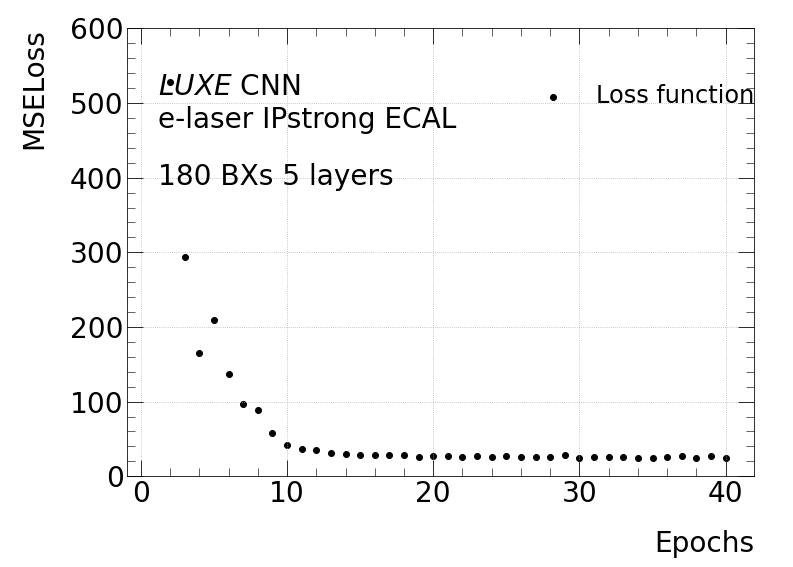 600
500
400
300
200
100
0
MSELoss
LUXE CNN
e-laser IPstrong ECAL
180 BXs 5 layers
Loss function
0 10 20 30 40
Epochs